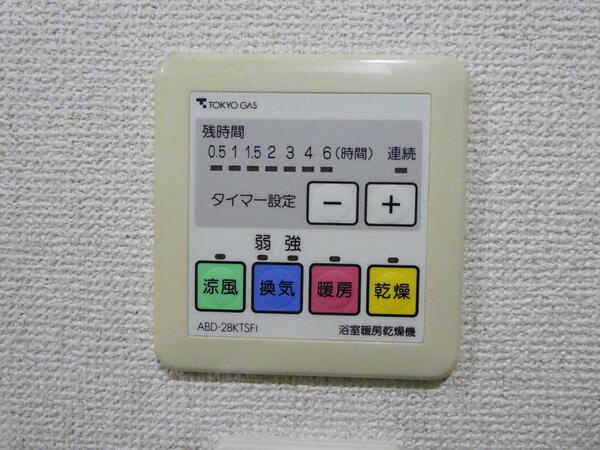 TOKYO GAS
残時間
0.5 1 1.5 2 3 4 6 (時間) 連続
タイマー設定 − +
弱 強
涼風 換気 暖房 乾燥
ABD-28KTSF1 浴室暖房乾燥機